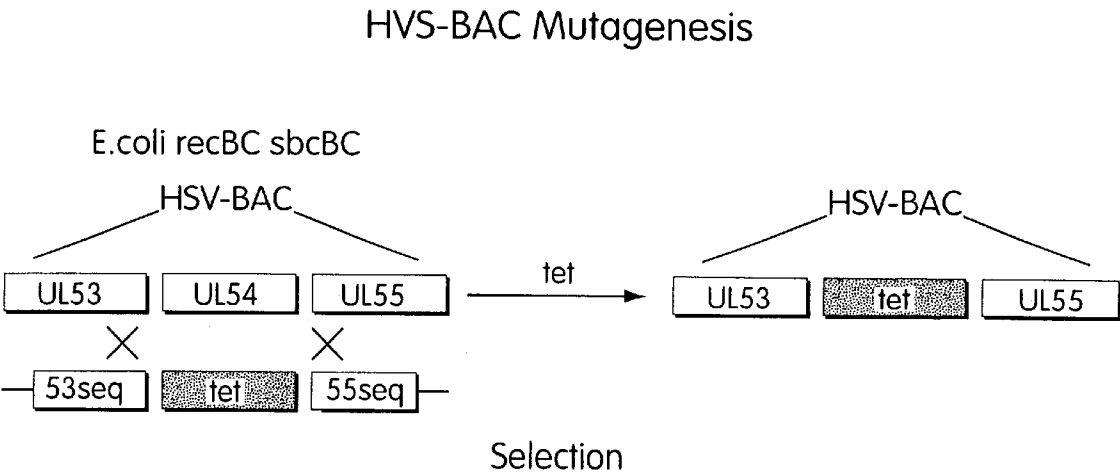 HVS-BAC Mutagenesis
E.coli recBC sbcBC
HSV-BAC
HSV-BAC
UL53 UL54 UL55
tet
UL53 tet UL55
53seq tet 55seq
Selection